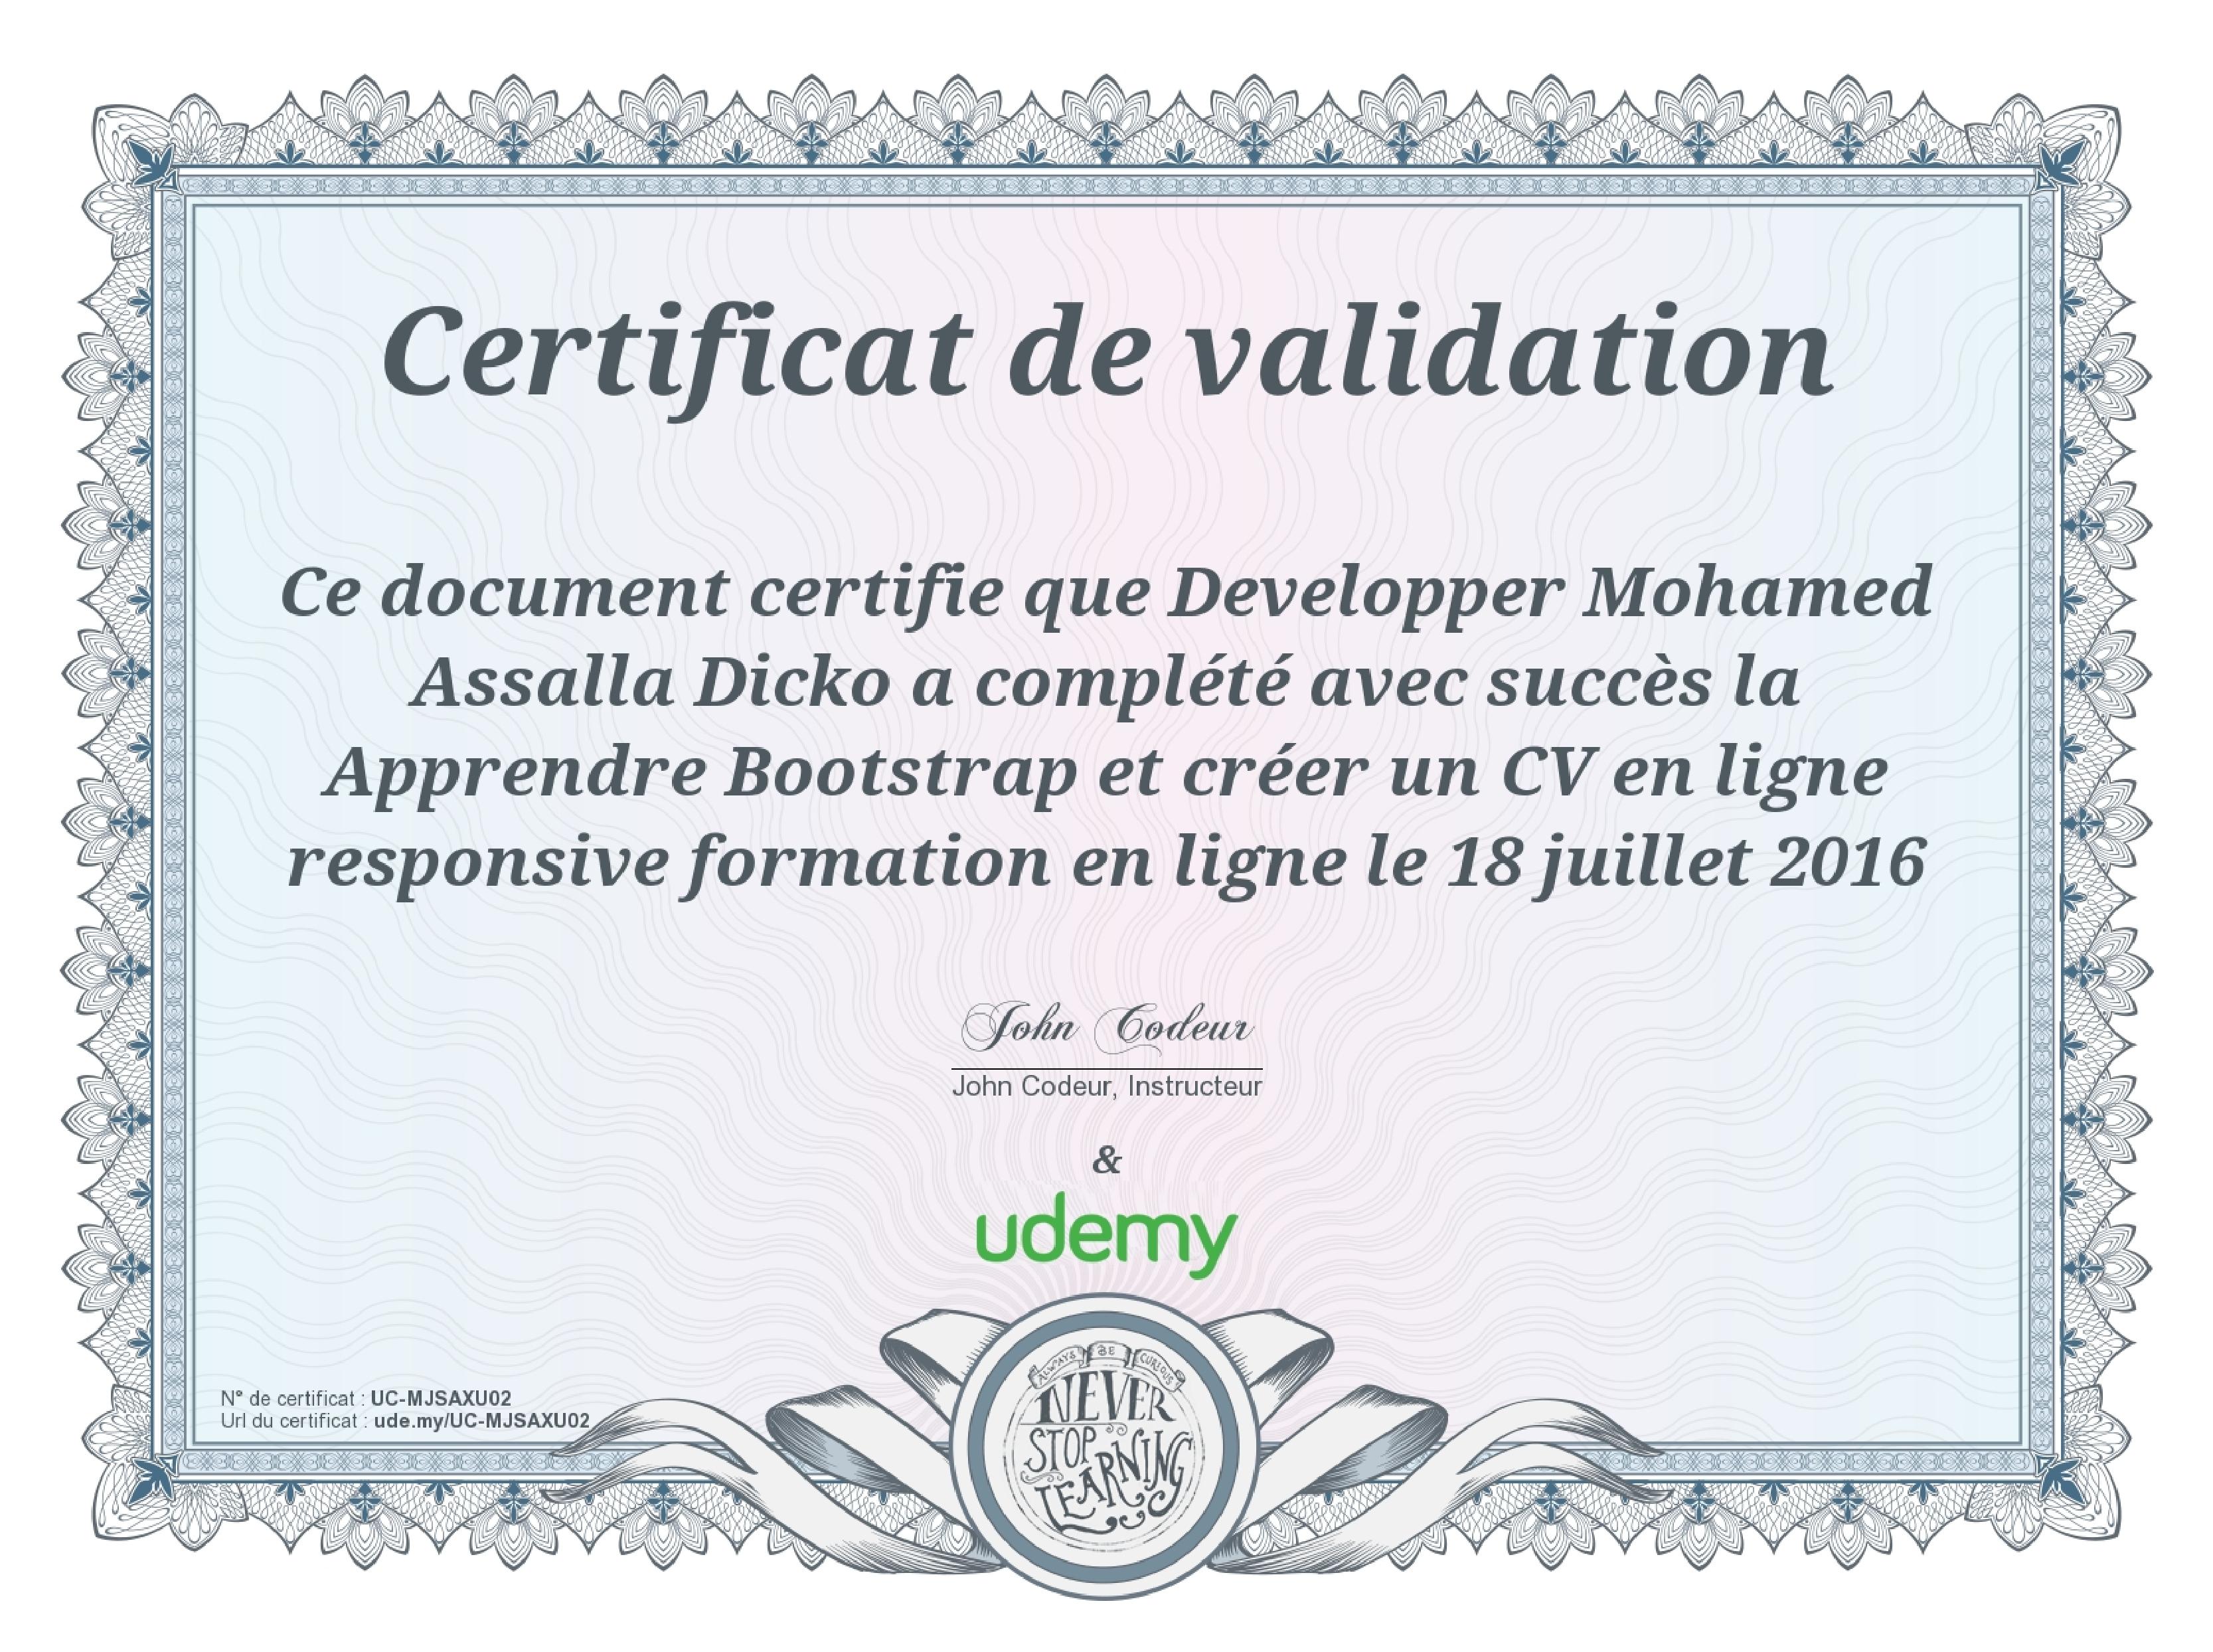 Certificat de validation
Ce document certifie que Developper Mohamed
Assalla Dicko a complété avec succès la
Apprendre Bootstrap et créer un CV en ligne
responsive formation en ligne le 18 juillet 2016
John Codeur
John Codeur, Instructeur
&
udemy
N° de certificat : UC-MJSAXU02
Url du certificat : ude.my/UC-MJSAXU02
ALWAYS BE CURIOUS
NEVER
STOP
LEARNING